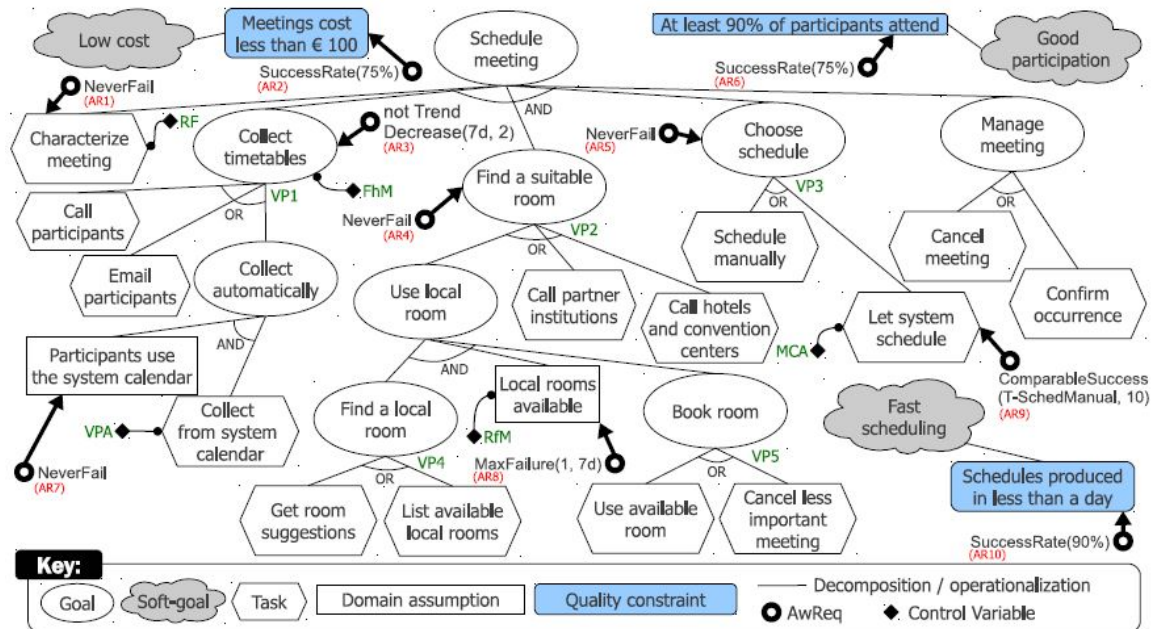 Low cost
Meetings cost
less than € 100
Schedule
meeting
At least 90% of participants attend
Good
participation
NeverFail
(AR1)
SuccessRate(75%)
(AR2)
SuccessRate(75%)
(AR6)
AND
Characterize
meeting
RF
Collect
timetables
not Trend
Decrease(7d, 2)
(AR3)
NeverFail
(AR5)
Choose
schedule
Manage
meeting
VP1
FhM
Find a suitable
room
VP3
OR
Call
participants
OR
NeverFail
(AR4)
VP2
OR
Schedule
manually
Cancel
meeting
OR
Email
participants
Collect
automatically
Use local
room
Call partner
institutions
Call hotels
and convention
centers
Let system
schedule
Confirm
occurrence
MCA
AND
Participants use
the system calendar
AND
Local rooms
available
ComparableSuccess
(T-SchedManual, 10)
(AR9)
Find a local
room
Book room
Fast
scheduling
VPA
Collect
from system
calendar
RfM
NeverFail
(AR7)
VP4
OR
MaxFailure(1, 7d)
(AR8)
VP5
OR
Schedules produced
in less than a day
Get room
suggestions
List available
local rooms
Use available
room
Cancel less
important
meeting
SuccessRate(90%)
(AR10)
Key:
Goal
Soft-goal
Task
Domain assumption
Quality constraint
Decomposition / operationalization
AwReq
Control Variable